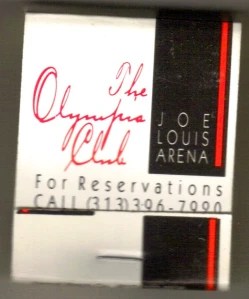 The
Olympia
Club
JOE
LOUIS
ARENA
For Reservations
CALL (313)396-7990